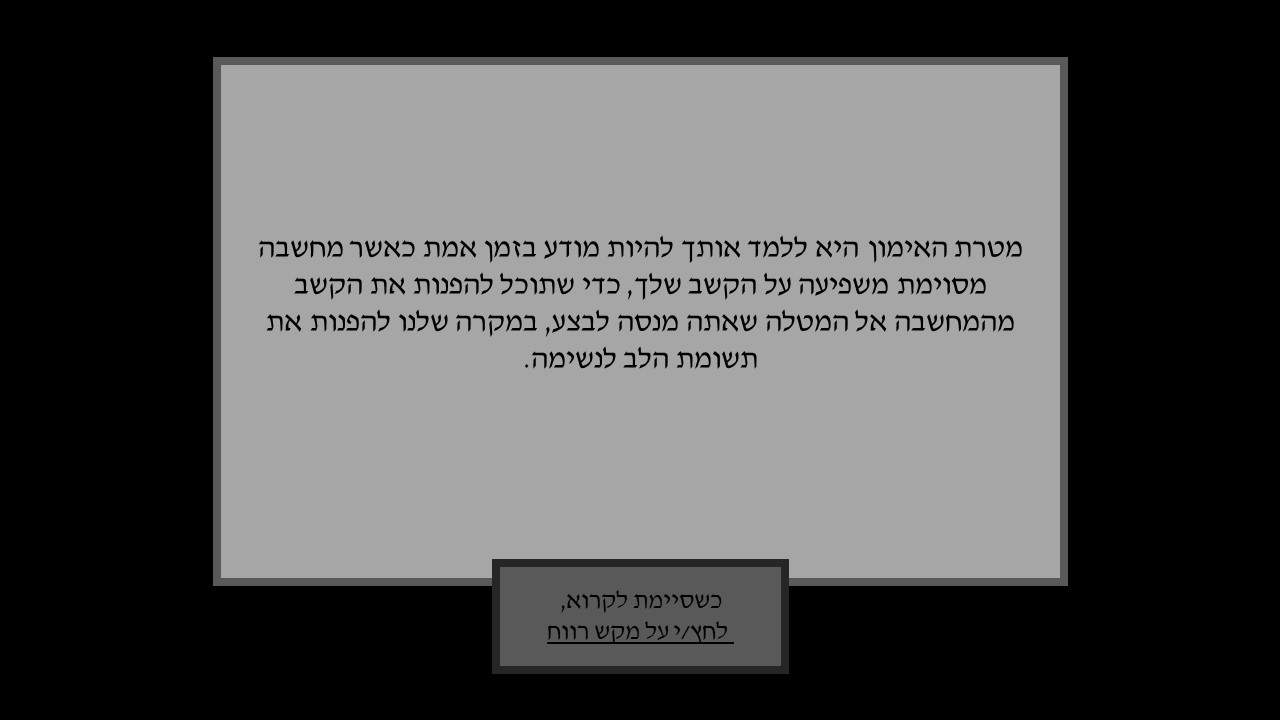 מטרת האימון היא ללמד אותך להיות מודע בזמן אמת כאשר מחשבה
מסוימת משפיעה על הקשב שלך, כדי שתוכל להפנות את הקשב
מהמחשבה אל המטלה שאתה מנסה לבצע, במקרה שלנו להפנות את
תשומת הלב לנשימה.
כשסיימת לקרוא,
לחץ/י על מקש רווח